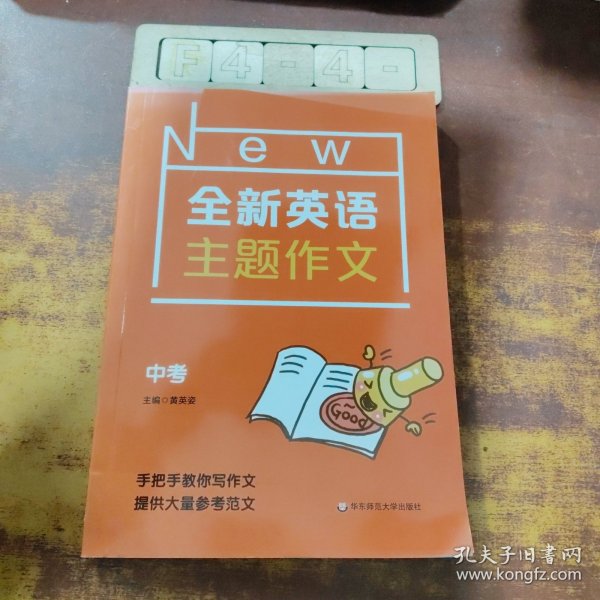 F 4 - 4 -
New
全新英语
主题作文
中考
主编 黄英姿
Good
手把手教你写作文
提供大量参考范文
华东师范大学出版社
孔夫子旧书网
www.kongfz.com